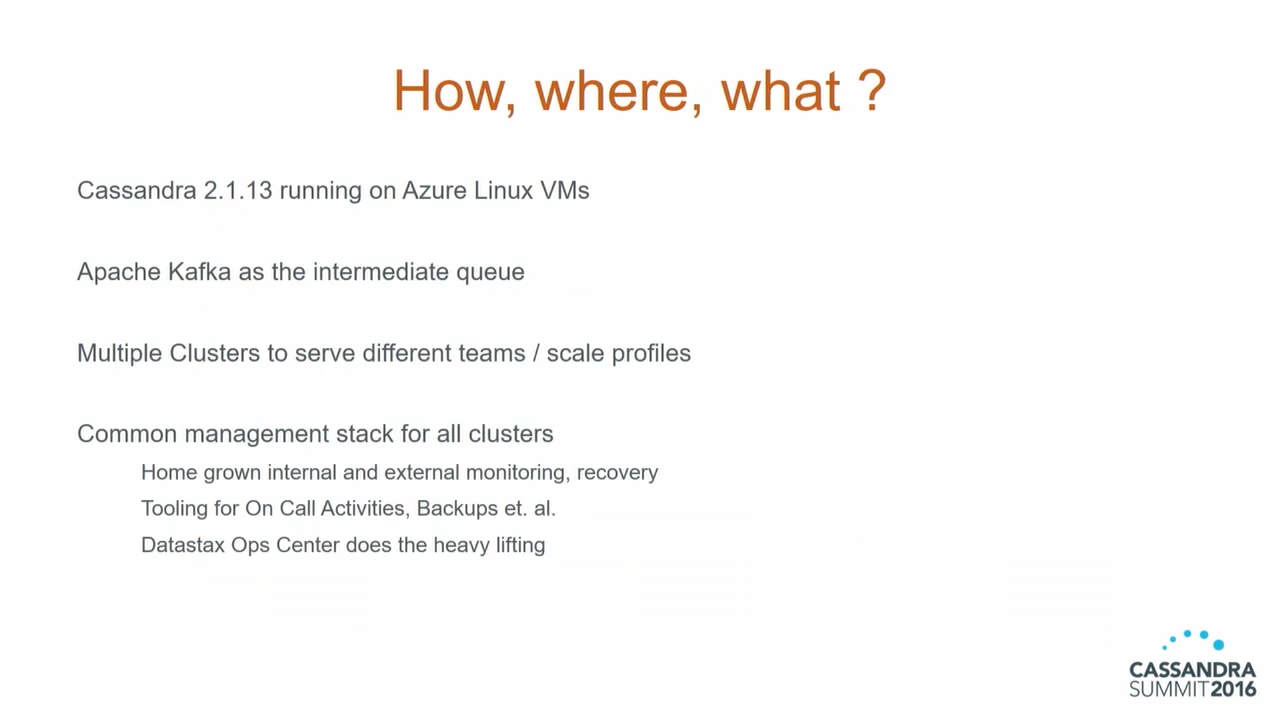 How, where, what ?
Cassandra 2.1.13 running on Azure Linux VMs
Apache Kafka as the intermediate queue
Multiple Clusters to serve different teams / scale profiles
Common management stack for all clusters
Home grown internal and external monitoring, recovery
Tooling for On Call Activities, Backups et. al.
Datastax Ops Center does the heavy lifting
CASSANDRA
SUMMIT2016